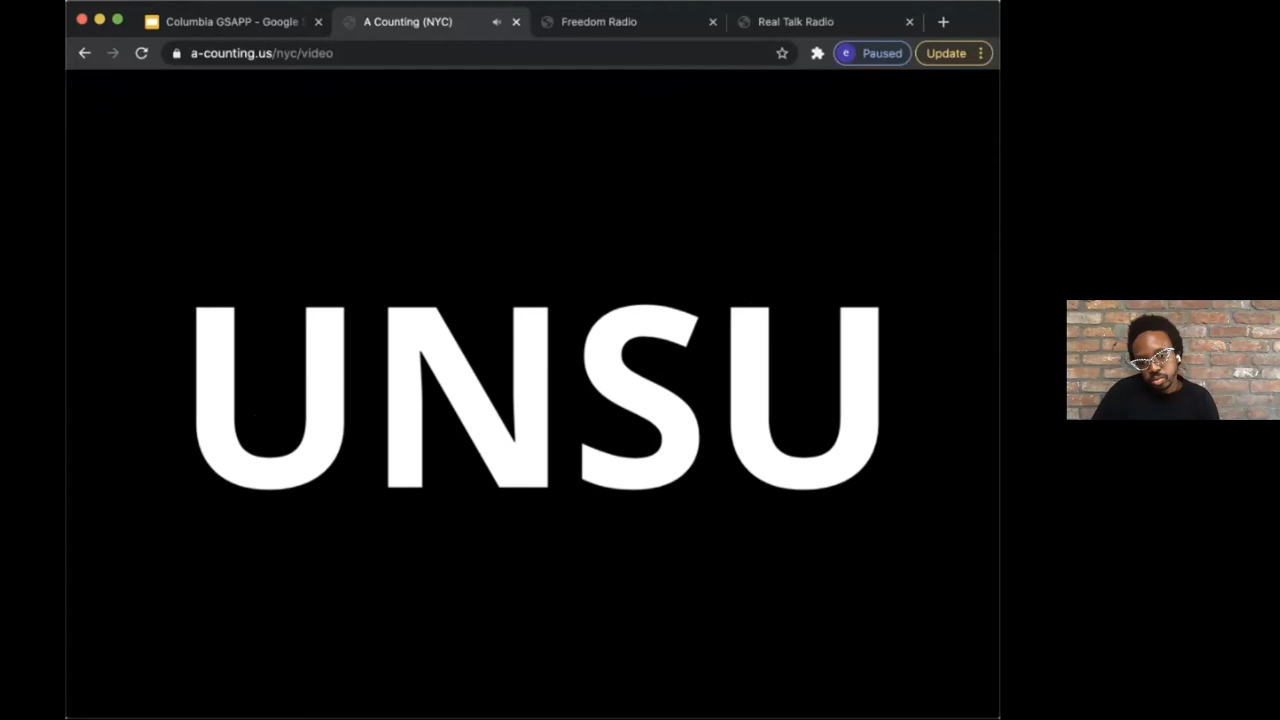 Columbia GSAPP - Google
A Counting (NYC)
Freedom Radio
Real Talk Radio
a-counting.us/nyc/video
e
Paused
Update
UNSU